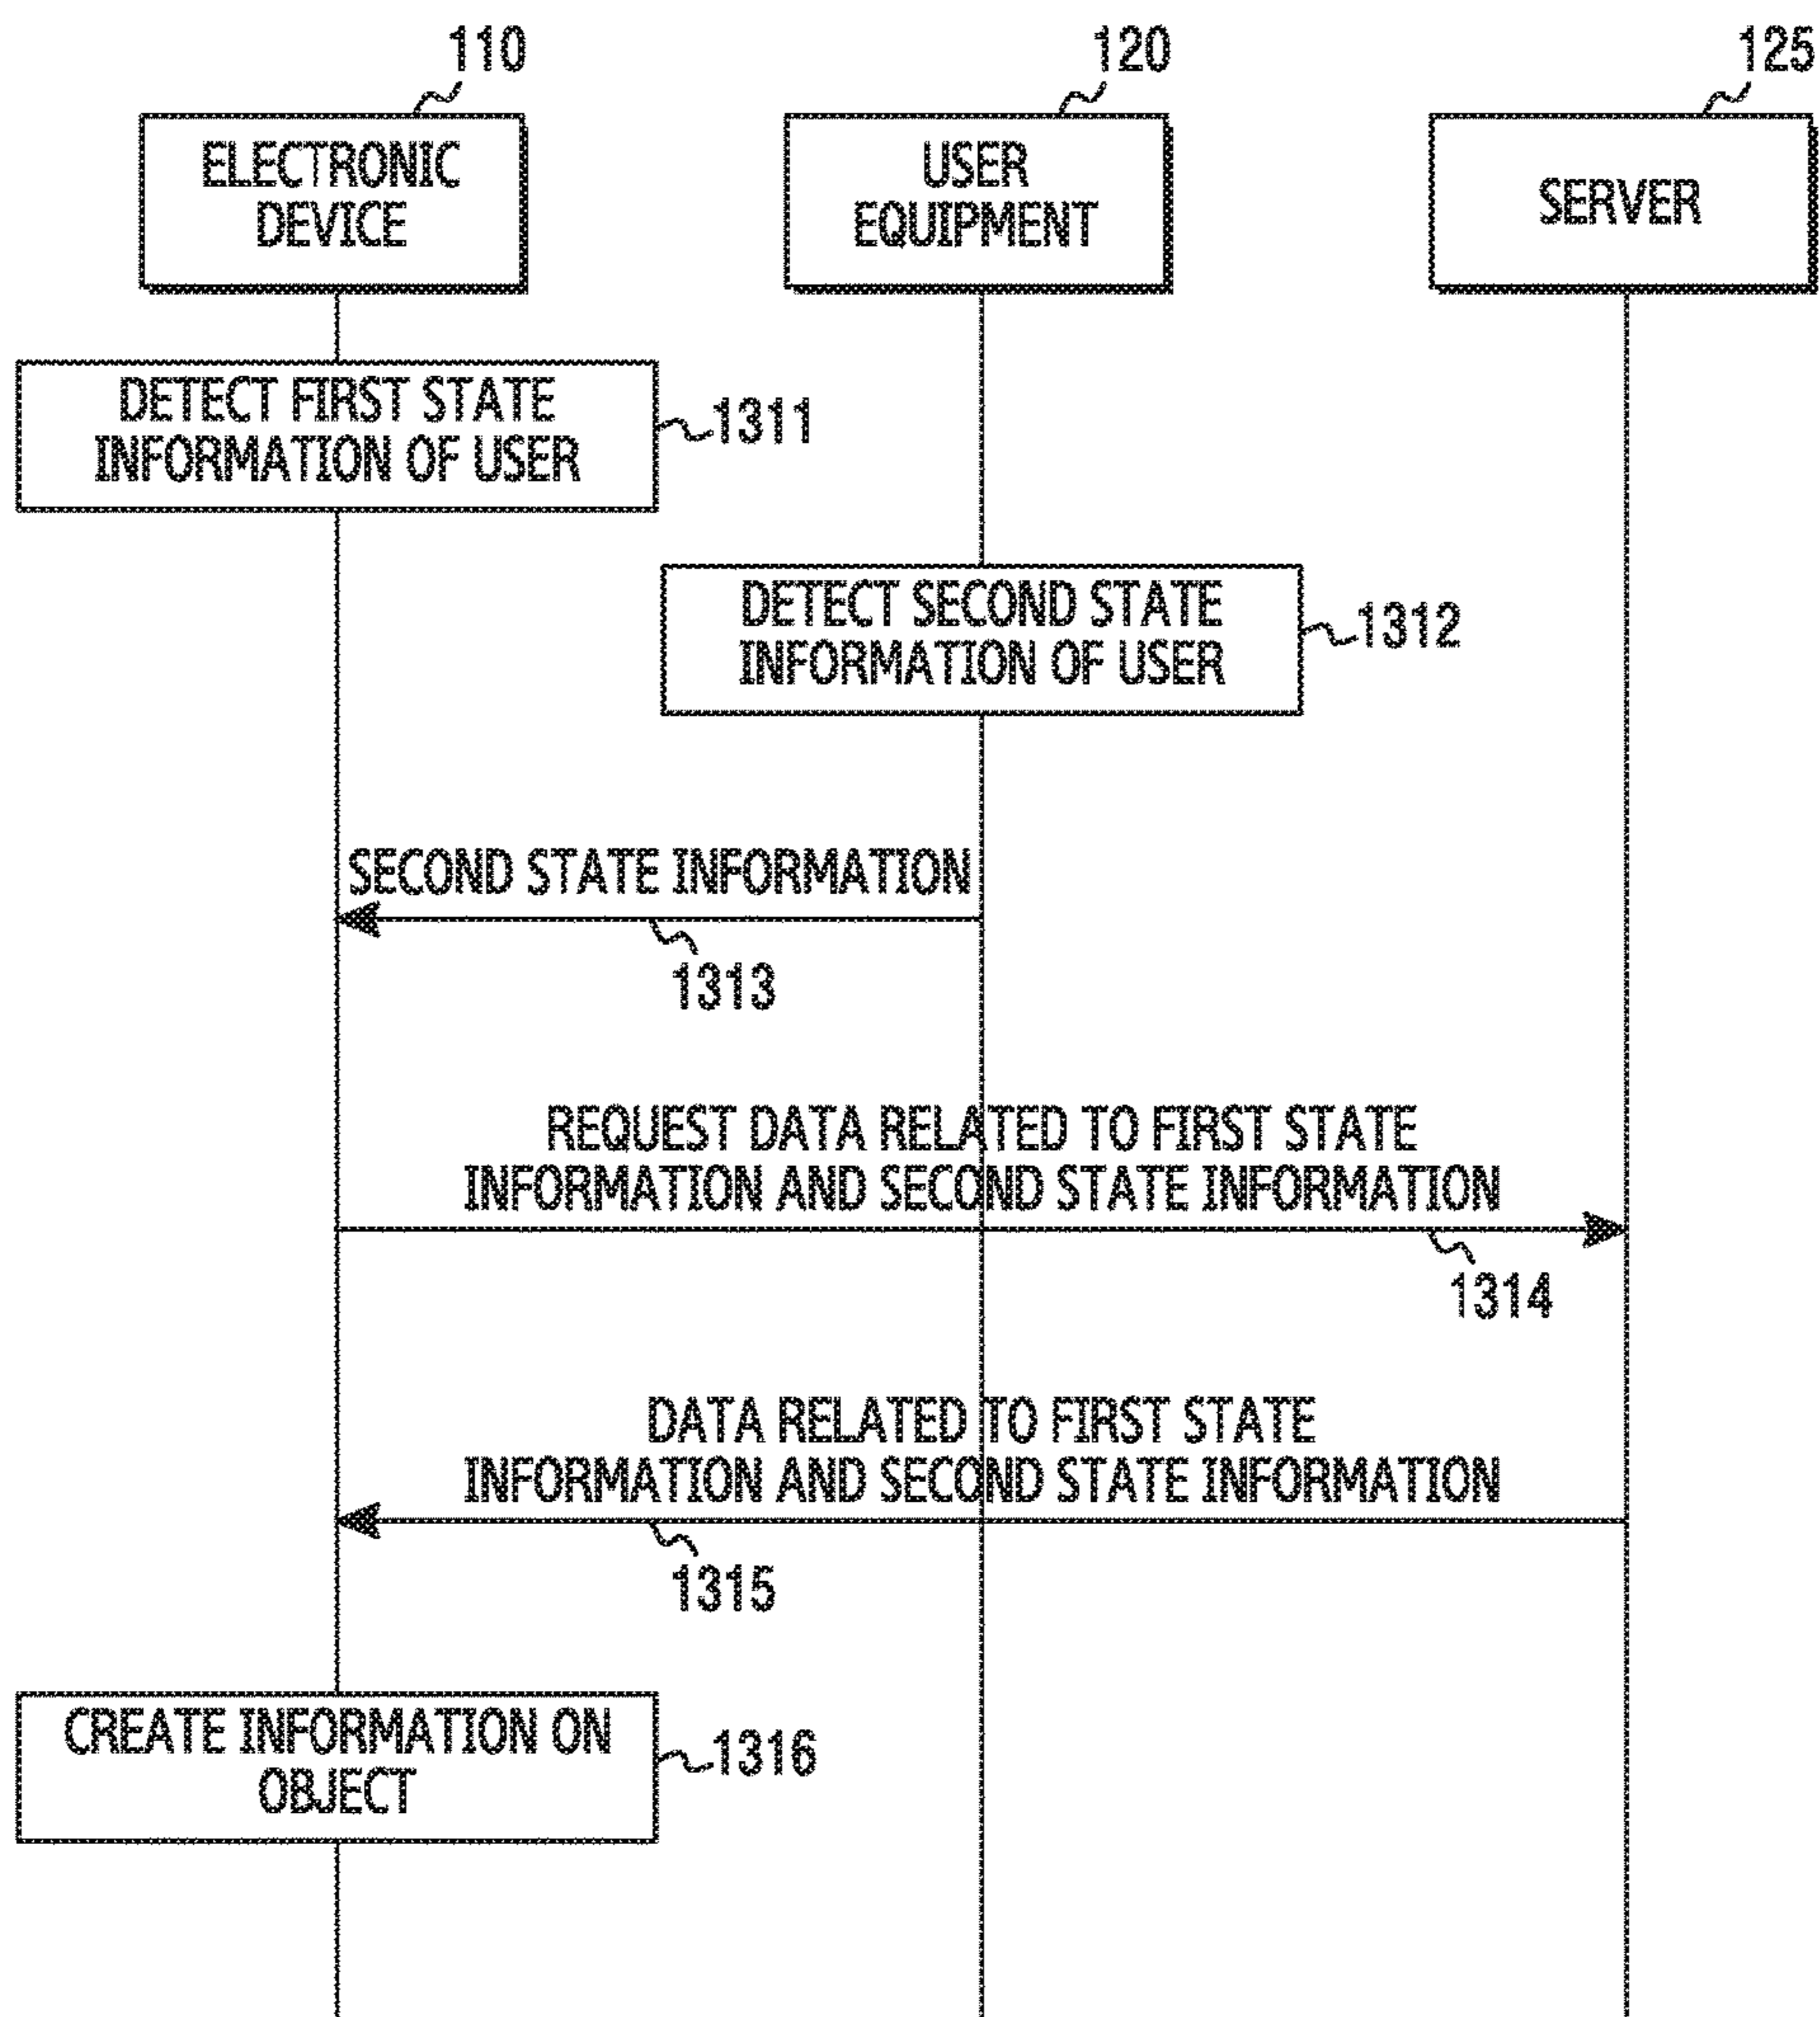 110
120
125
ELECTRONIC
DEVICE
USER
EQUIPMENT
SERVER
DETECT FIRST STATE
INFORMATION OF USER
1311
DETECT SECOND STATE
INFORMATION OF USER
1312
SECOND STATE INFORMATION
1313
REQUEST DATA RELATED TO FIRST STATE
INFORMATION AND SECOND STATE INFORMATION
1314
DATA RELATED TO FIRST STATE
INFORMATION AND SECOND STATE INFORMATION
1315
CREATE INFORMATION ON
OBJECT
1316